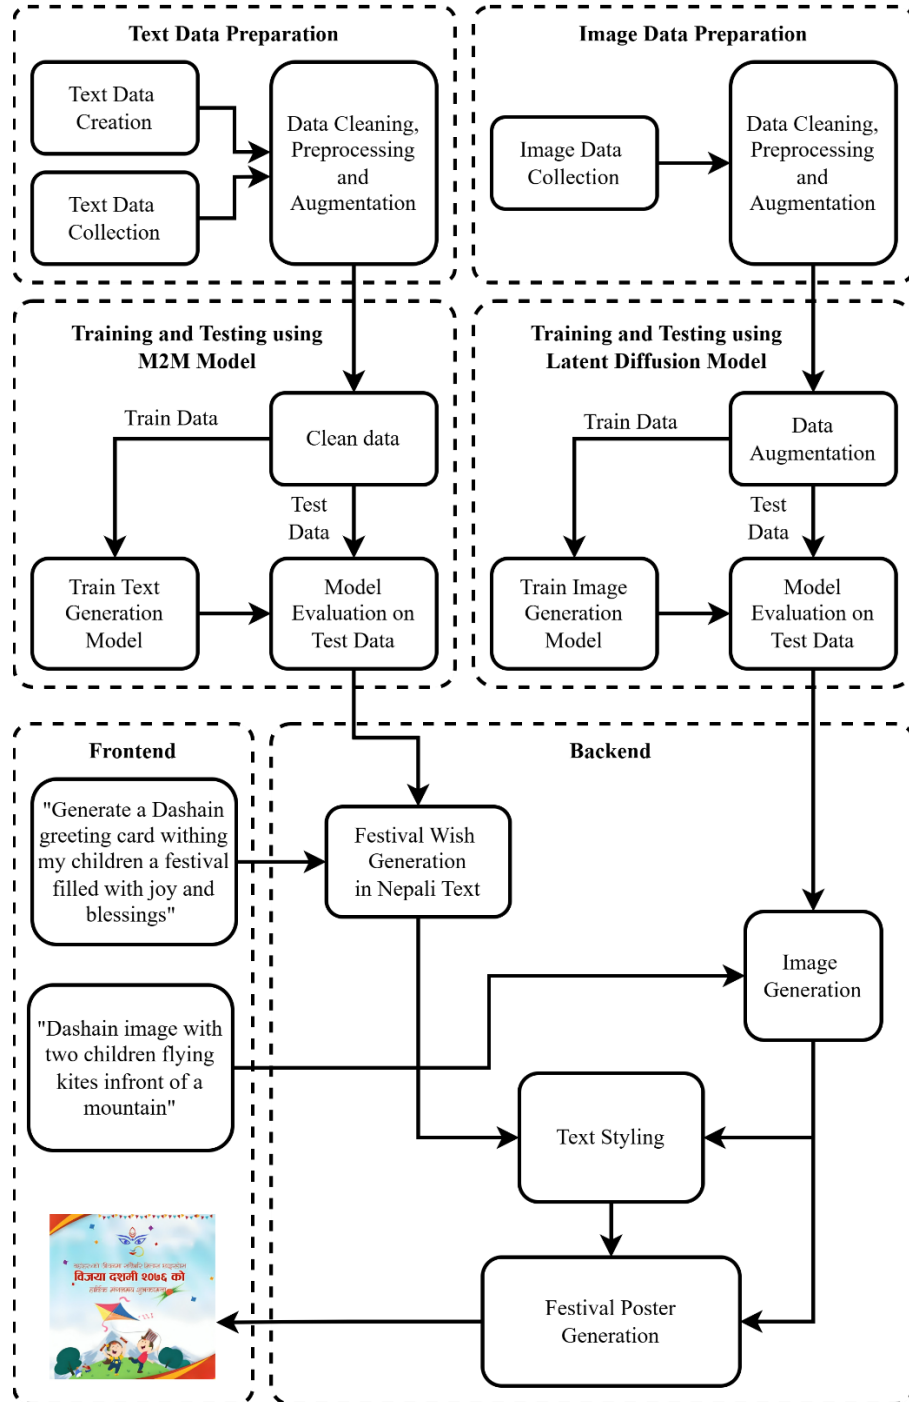 Text Data Preparation
Text Data
Creation
Text Data
Collection
Data Cleaning,
Preprocessing
and
Augmentation
Image Data Preparation
Image Data
Collection
Data Cleaning,
Preprocessing
and
Augmentation
Training and Testing using
M2M Model
Train Data
Clean data
Test
Data
Train Text
Generation
Model
Model
Evaluation on
Test Data
Training and Testing using
Latent Diffusion Model
Train Data
Data
Augmentation
Test
Data
Train Image
Generation
Model
Model
Evaluation on
Test Data
Frontend
"Generate a Dashain
greeting card withing
my children a festival
filled with joy and
blessings"
"Dashain image with
two children flying
kites infront of a
mountain"
विजया दशमी २०७६ को
Backend
Festival Wish
Generation
in Nepali Text
Image
Generation
Text Styling
Festival Poster
Generation